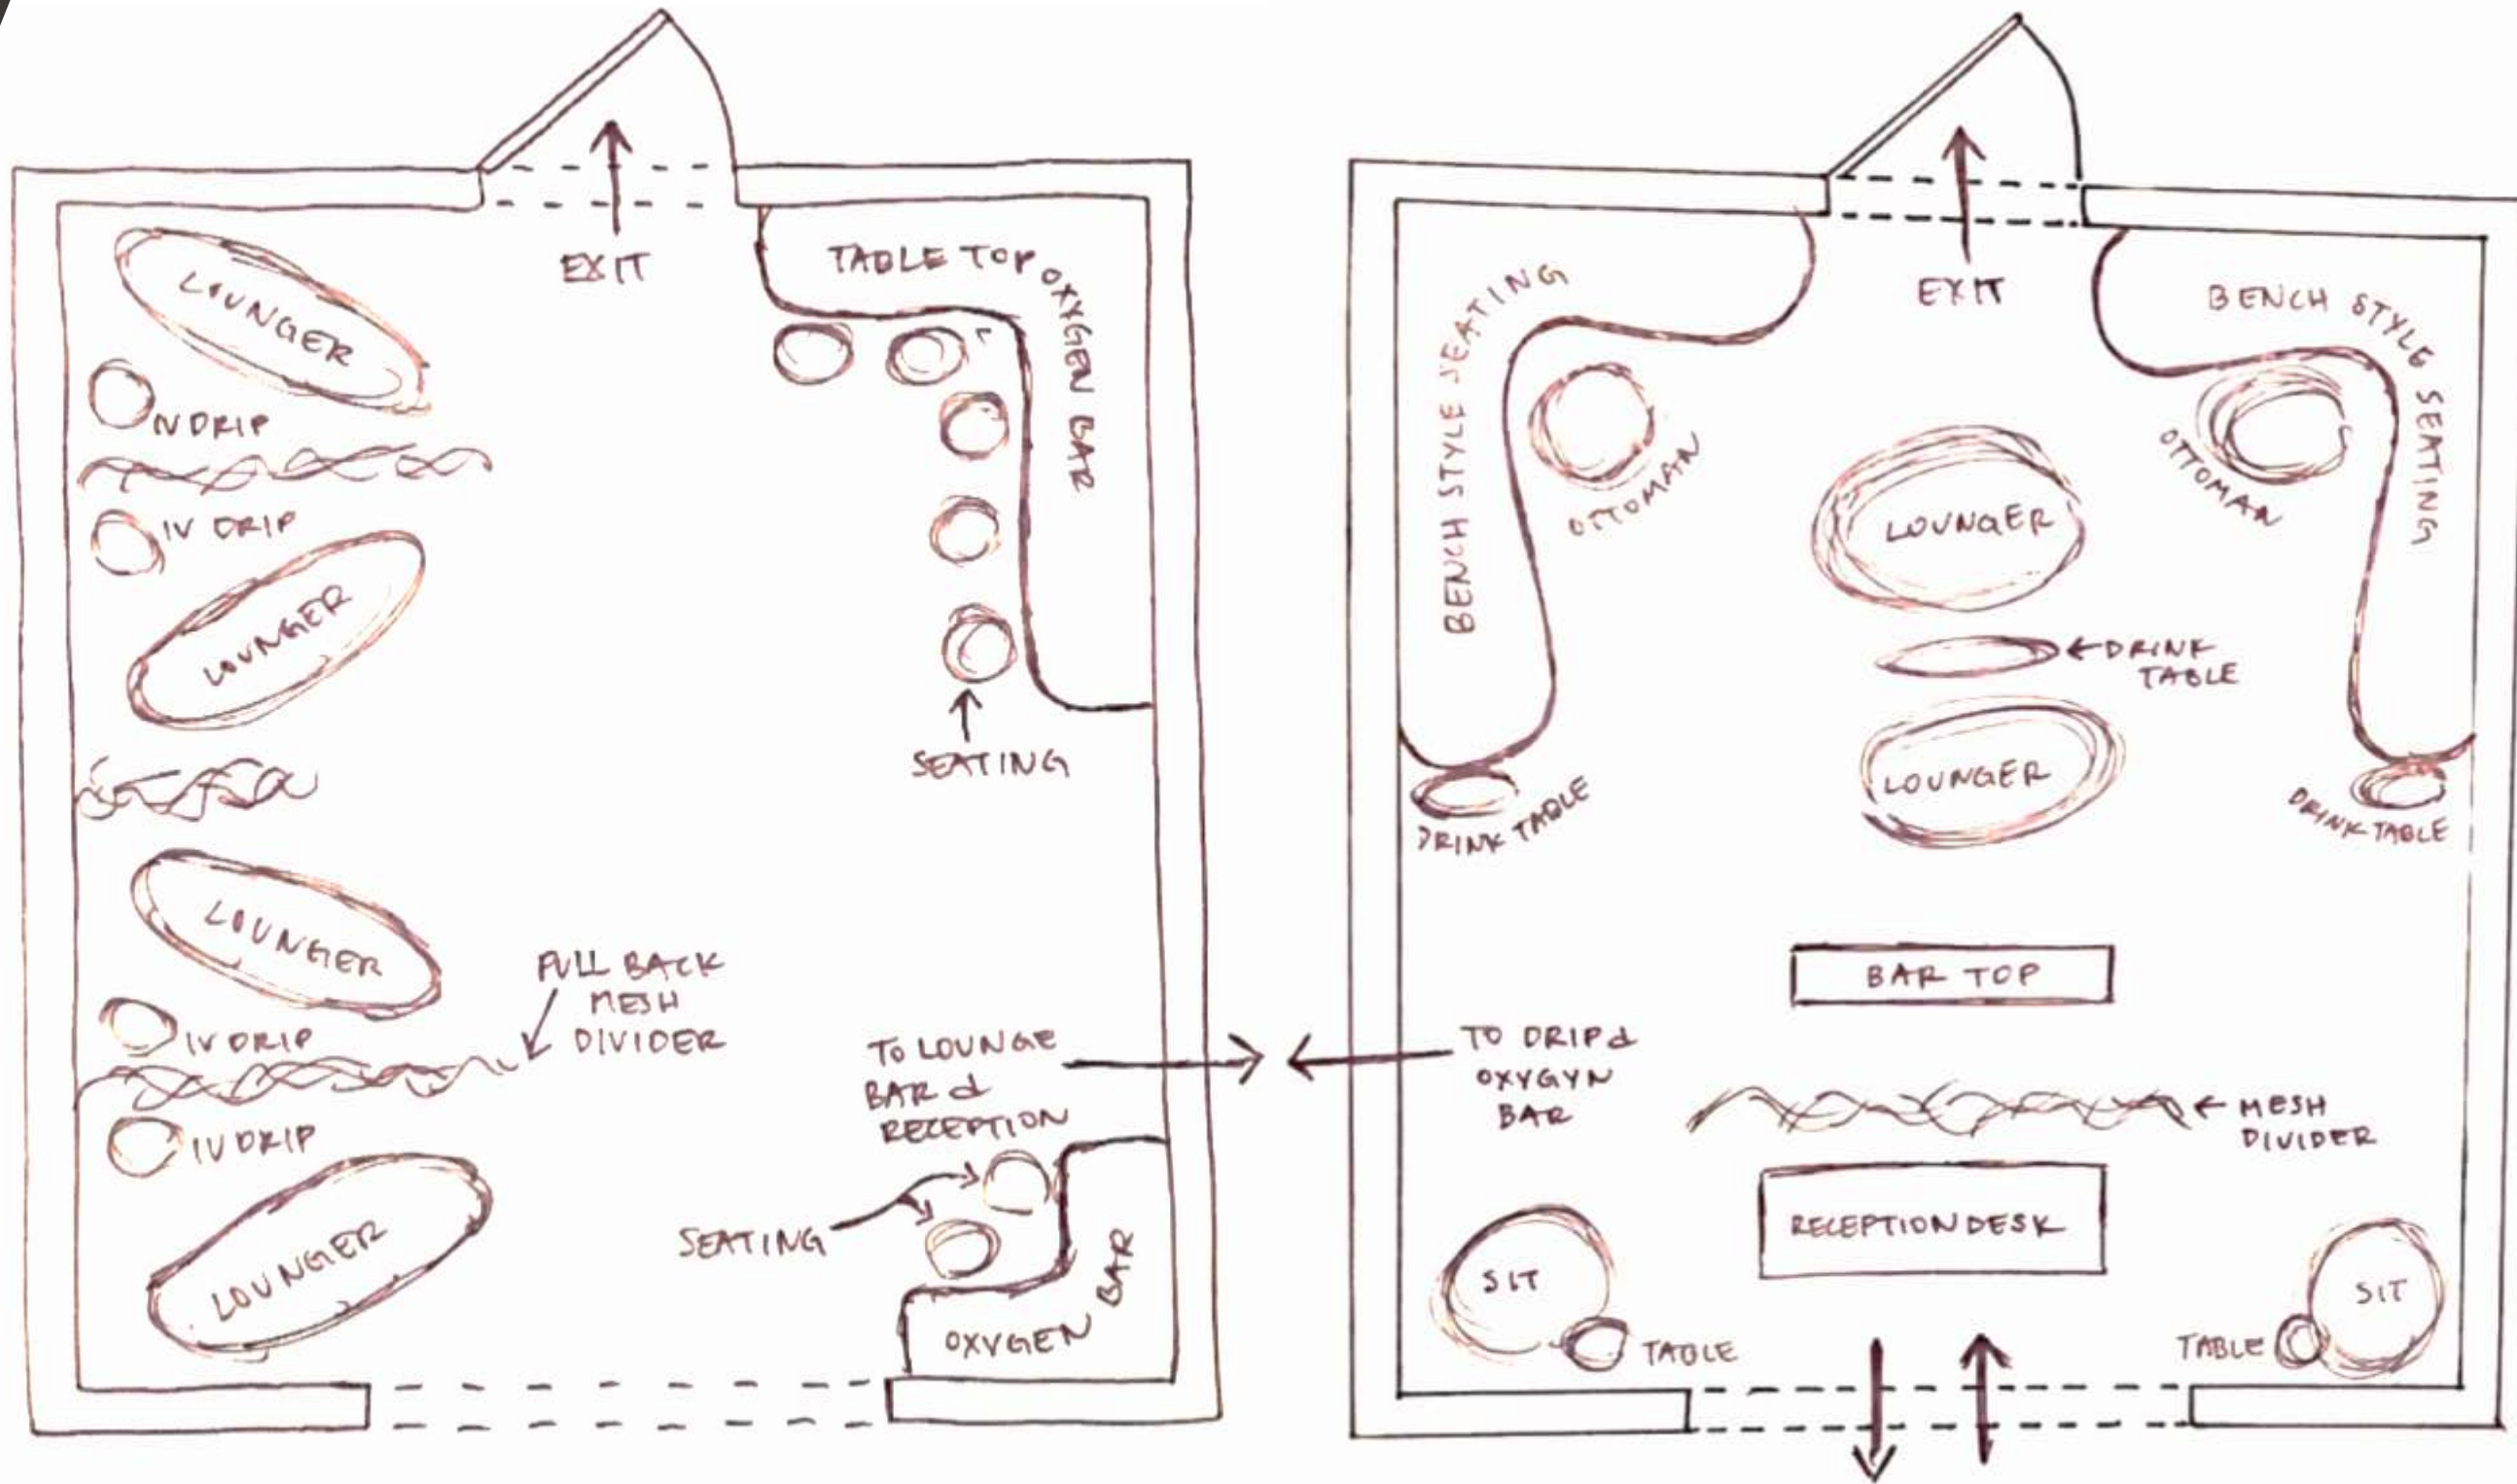 EXIT
LOUNGER
TABLE TOP OXYGEN BAR
IV DRIP
IV DRIP
LOUNGER
SEATING
LOUNGER
PULL BACK
MESH
DIVIDER
IV DRIP
TO LOUNGE
BAR &
RECEPTION
IV DRIP
SEATING
LOUNGER
OXYGEN BAR
EXIT
BENCH STYLE SEATING
BENCH STYLE SEATING
OTTOMAN
OTTOMAN
LOUNGER
DRINK
TABLE
LOUNGER
DRINK TABLE
DRINK TABLE
BAR TOP
TO DRIP &
OXYGYN
BAR
MESH
DIVIDER
RECEPTION DESK
SIT
SIT
TABLE
TABLE